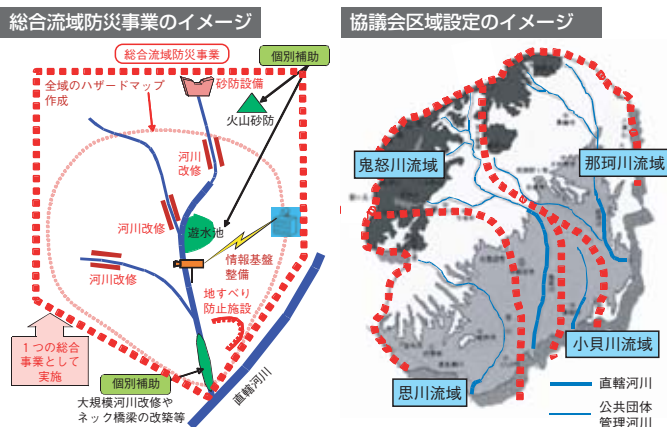 総合流域防災事業のイメージ
総合流域防災事業
個別補助
全域のハザードマップ
作成
砂防設備
火山砂防
河川
改修
河川改修
遊水池
河川改修
情報基盤
整備
地すべり
防止施設
1つの総合
事業として
実施
個別補助
大規模河川改修や
ネック橋梁の改築等
直轄河川
協議会区域設定のイメージ
鬼怒川流域
那珂川流域
小貝川流域
思川流域
直轄河川
公共団体
管理河川